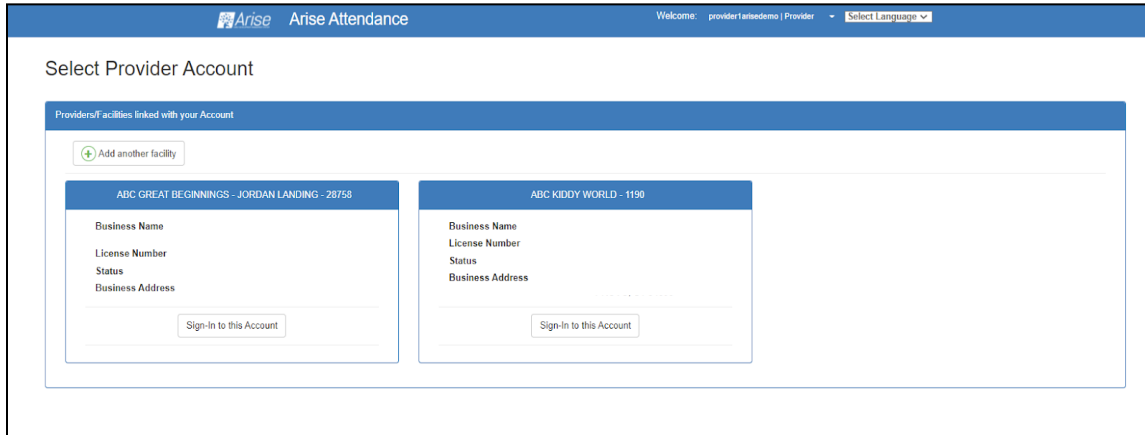 Arise Arise Attendance Welcome: provider1arisedemo | Provider Select Language
Select Provider Account
Providers/Facilities linked with your Account
Add another facility
ABC GREAT BEGINNINGS - JORDAN LANDING - 28758
Business Name
License Number
Status
Business Address
Sign-In to this Account
ABC KIDDY WORLD - 1190
Business Name
License Number
Status
Business Address
Sign-In to this Account